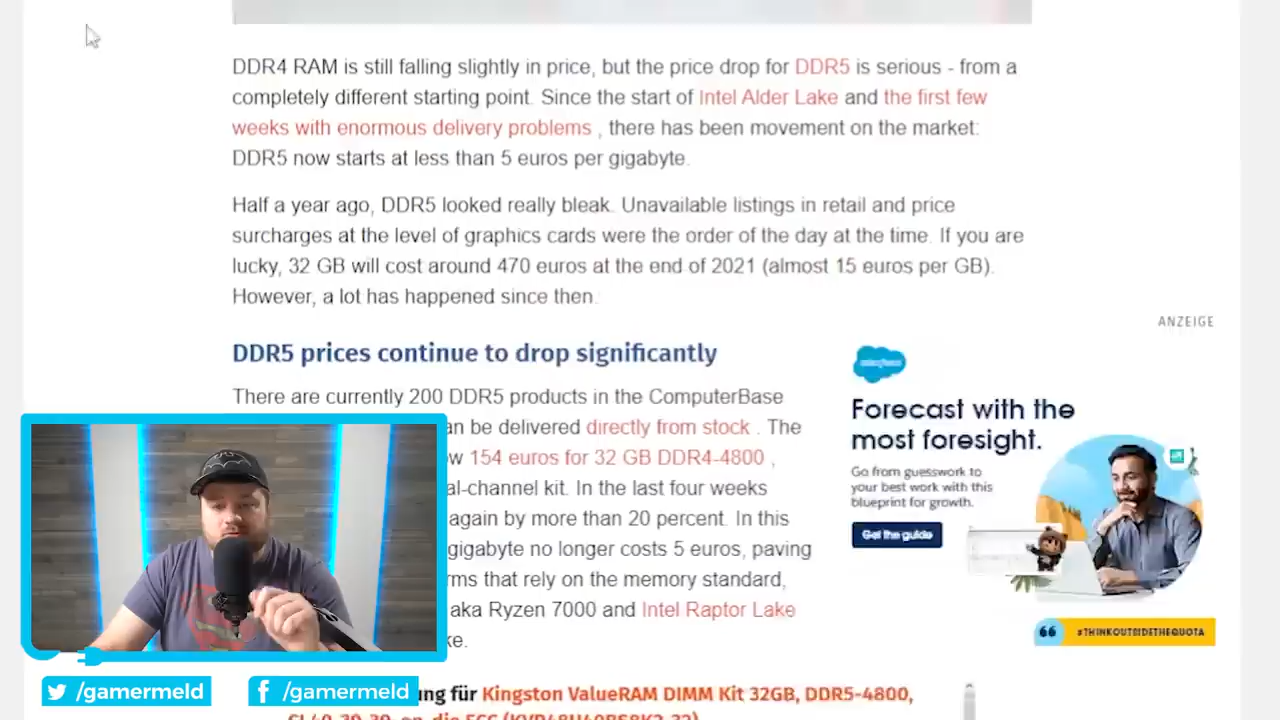 DDR4 RAM is still falling slightly in price, but the price drop for DDR5 is serious - from a
completely different starting point. Since the start of Intel Alder Lake and the first few
weeks with enormous delivery problems , there has been movement on the market:
DDR5 now starts at less than 5 euros per gigabyte.
Half a year ago, DDR5 looked really bleak. Unavailable listings in retail and price
surcharges at the level of graphics cards were the order of the day at the time. If you are
lucky, 32 GB will cost around 470 euros at the end of 2021 (almost 15 euros per GB).
However, a lot has happened since then.
ANZEIGE
DDR5 prices continue to drop significantly
There are currently 200 DDR5 products in the ComputerBase
an be delivered directly from stock . The
w 154 euros for 32 GB DDR4-4800 ,
al-channel kit. In the last four weeks
again by more than 20 percent. In this
gigabyte no longer costs 5 euros, paving
rms that rely on the memory standard,
aka Ryzen 7000 and Intel Raptor Lake
ke.
ung für Kingston ValueRAM DIMM Kit 32GB, DDR5-4800,
salesforce
Forecast with the
most foresight.
Go from guesswork to
your best work with this
blueprint for growth.
Get the guide
#THINKOUTSIDETHEQUOTA
/gamermeld
/gamermeld